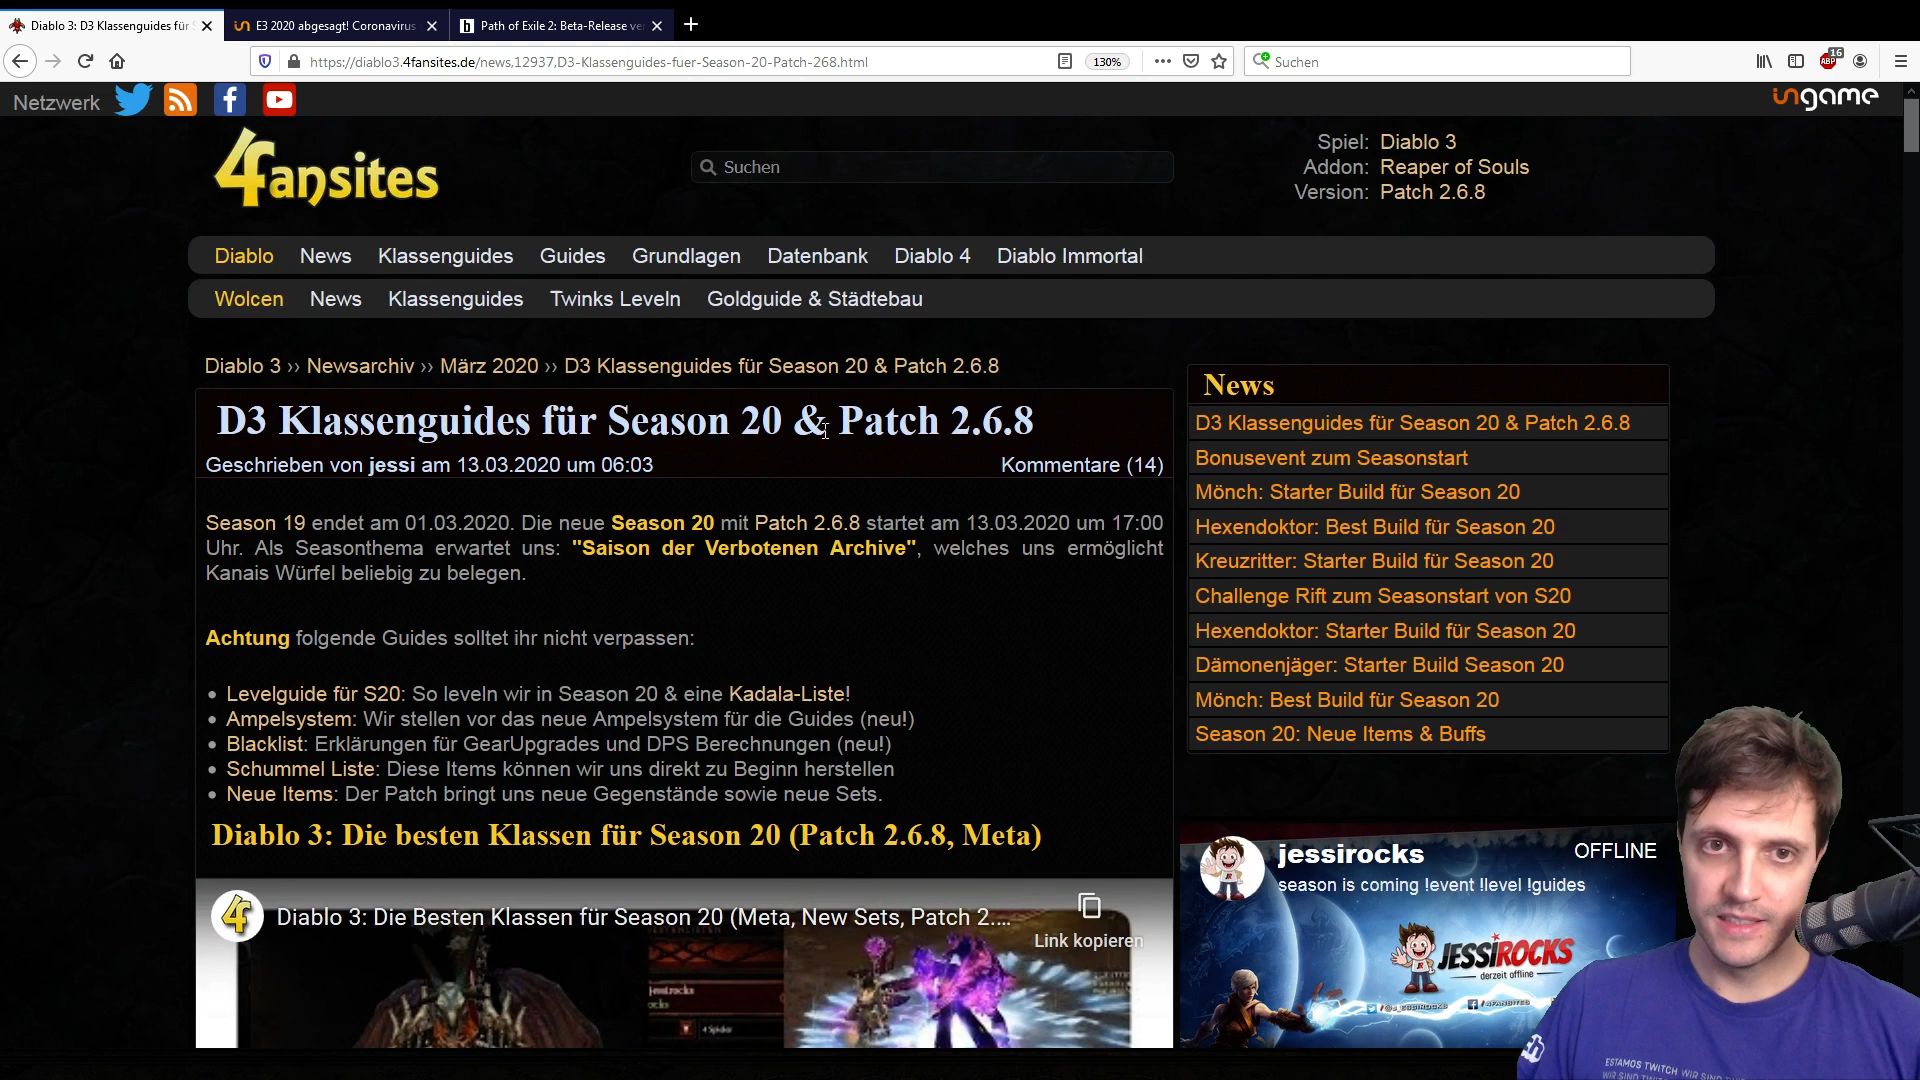 Diablo 3: D3 Klassenguides für S
E3 2020 abgesagt! Coronavirus
Path of Exile 2: Beta-Release ve
https://diablo3.4fansites.de/news,12937,D3-Klassenguides-fuer-Season-20-Patch-268.html
130%
Suchen
16
ABP
Netzwerk
ingame
4fansites
Suchen
Spiel: Diablo 3
Addon: Reaper of Souls
Version: Patch 2.6.8
Diablo News Klassenguides Guides Grundlagen Datenbank Diablo 4 Diablo Immortal
Wolcen News Klassenguides Twinks Leveln Goldguide & Städtebau
Diablo 3 ›› Newsarchiv ›› März 2020 ›› D3 Klassenguides für Season 20 & Patch 2.6.8
D3 Klassenguides für Season 20 & Patch 2.6.8
Geschrieben von jessi am 13.03.2020 um 06:03 Kommentare (14)
Season 19 endet am 01.03.2020. Die neue Season 20 mit Patch 2.6.8 startet am 13.03.2020 um 17:00
Uhr. Als Seasonthema erwartet uns: "Saison der Verbotenen Archive", welches uns ermöglicht
Kanais Würfel beliebig zu belegen.
Achtung folgende Guides solltet ihr nicht verpassen:
• Levelguide für S20: So leveln wir in Season 20 & eine Kadala-Liste!
• Ampelsystem: Wir stellen vor das neue Ampelsystem für die Guides (neu!)
• Blacklist: Erklärungen für GearUpgrades und DPS Berechnungen (neu!)
• Schummel Liste: Diese Items können wir uns direkt zu Beginn herstellen
• Neue Items: Der Patch bringt uns neue Gegenstände sowie neue Sets.
Diablo 3: Die besten Klassen für Season 20 (Patch 2.6.8, Meta)
4
Diablo 3: Die Besten Klassen für Season 20 (Meta, New Sets, Patch 2....
Link kopieren
4 Spieler
News
D3 Klassenguides für Season 20 & Patch 2.6.8
Bonusevent zum Seasonstart
Mönch: Starter Build für Season 20
Hexendoktor: Best Build für Season 20
Kreuzritter: Starter Build für Season 20
Challenge Rift zum Seasonstart von S20
Hexendoktor: Starter Build für Season 20
Dämonenjäger: Starter Build Season 20
Mönch: Best Build für Season 20
Season 20: Neue Items & Buffs
jessirocks
OFFLINE
season is coming !event !level !guides
JESSIROCKS
derzeit offline
/@_JESSIROCKS
/4FANSITES
ESTAMOS TWITCH
WIR SIND TWITCH